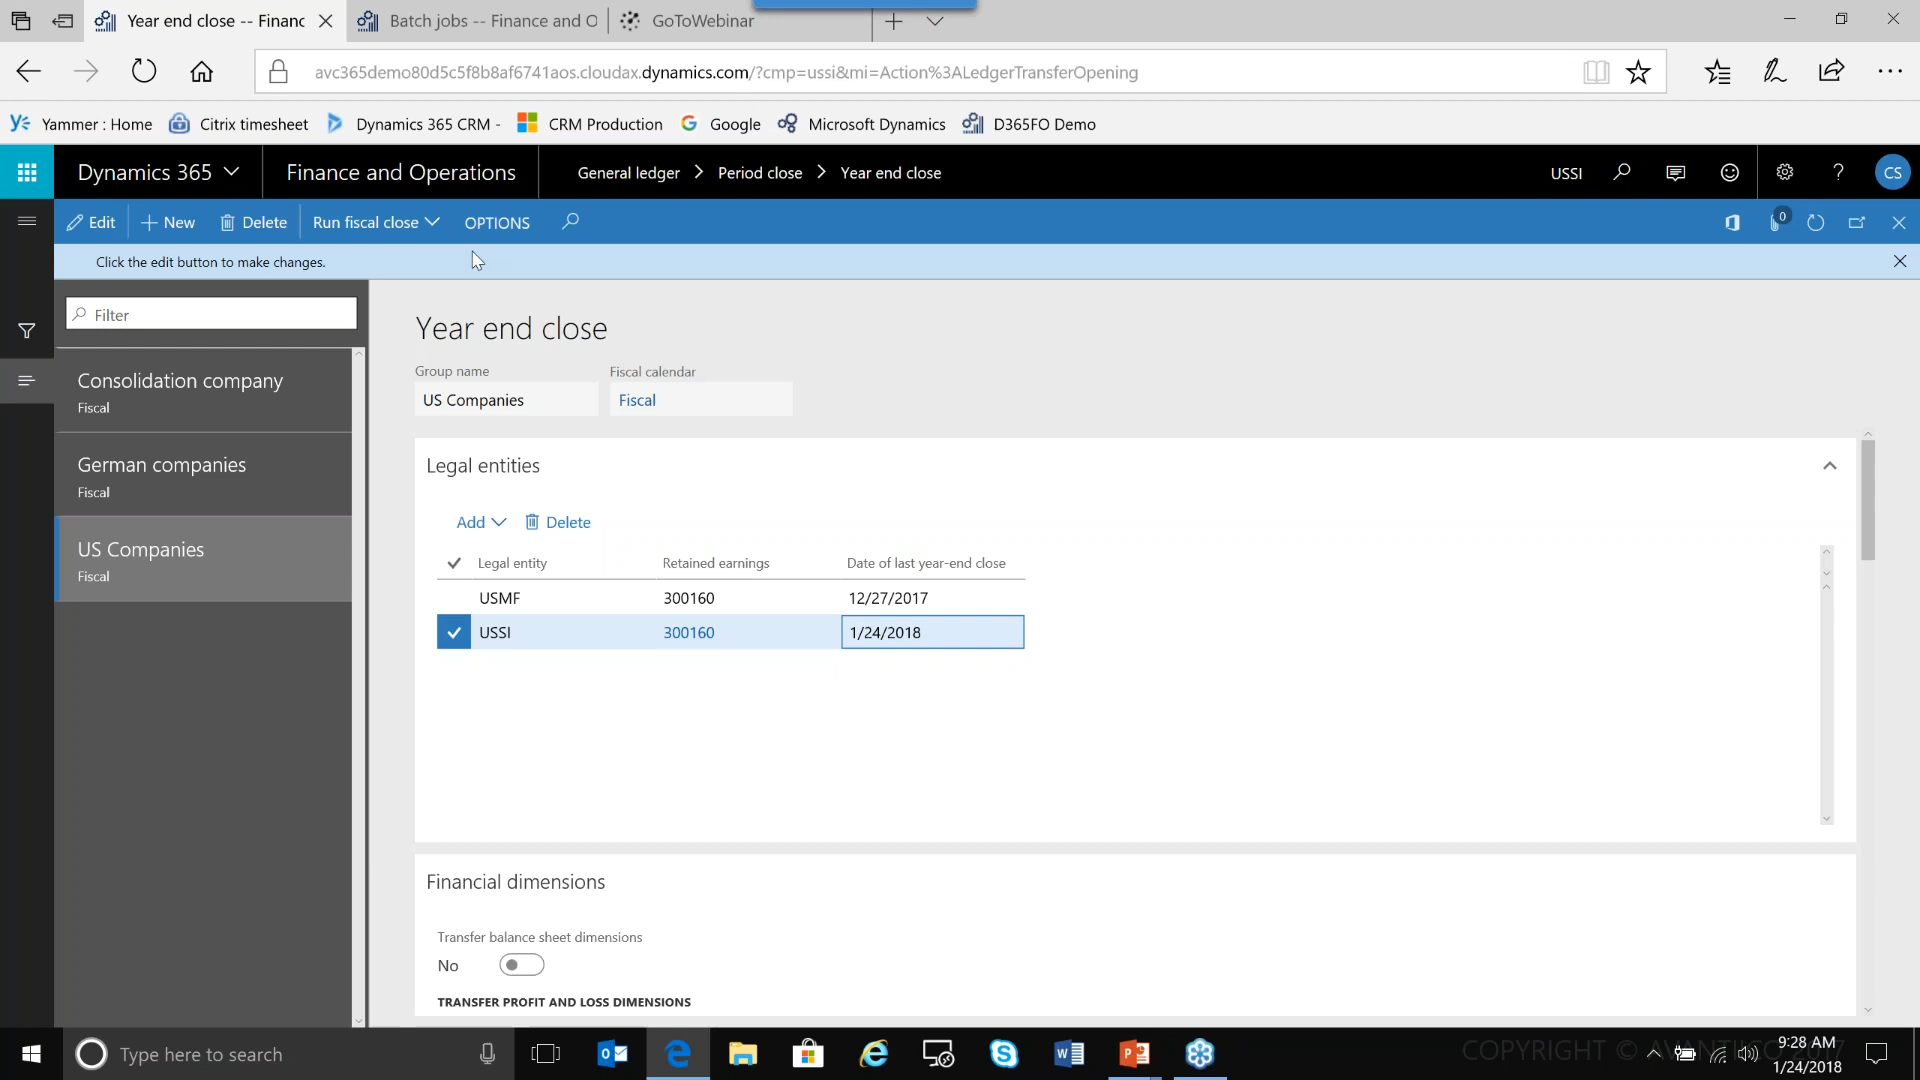 Year end close -- Financ
Batch jobs -- Finance and O
GoToWebinar
avc365demo80d5c5f8b8af6741aos.cloudax.dynamics.com/?cmp=ussi&mi=Action%3ALedgerTransferOpening
Yammer : Home
Citrix timesheet
Dynamics 365 CRM -
CRM Production
Google
Microsoft Dynamics
D365FO Demo
Dynamics 365
Finance and Operations
General ledger > Period close > Year end close
USSI
?
CS
Edit
New
Delete
Run fiscal close
OPTIONS
0
Click the edit button to make changes.
Filter
Consolidation company
Fiscal
German companies
Fiscal
US Companies
Fiscal
Year end close
Group name
Fiscal calendar
US Companies
Fiscal
Legal entities
Add
Delete
Legal entity
Retained earnings
Date of last year-end close
USMF
300160
12/27/2017
USSI
300160
1/24/2018
Financial dimensions
Transfer balance sheet dimensions
No
TRANSFER PROFIT AND LOSS DIMENSIONS
Type here to search
COPYRIGHT © AVANTIICO 2017
9:28 AM
1/24/2018